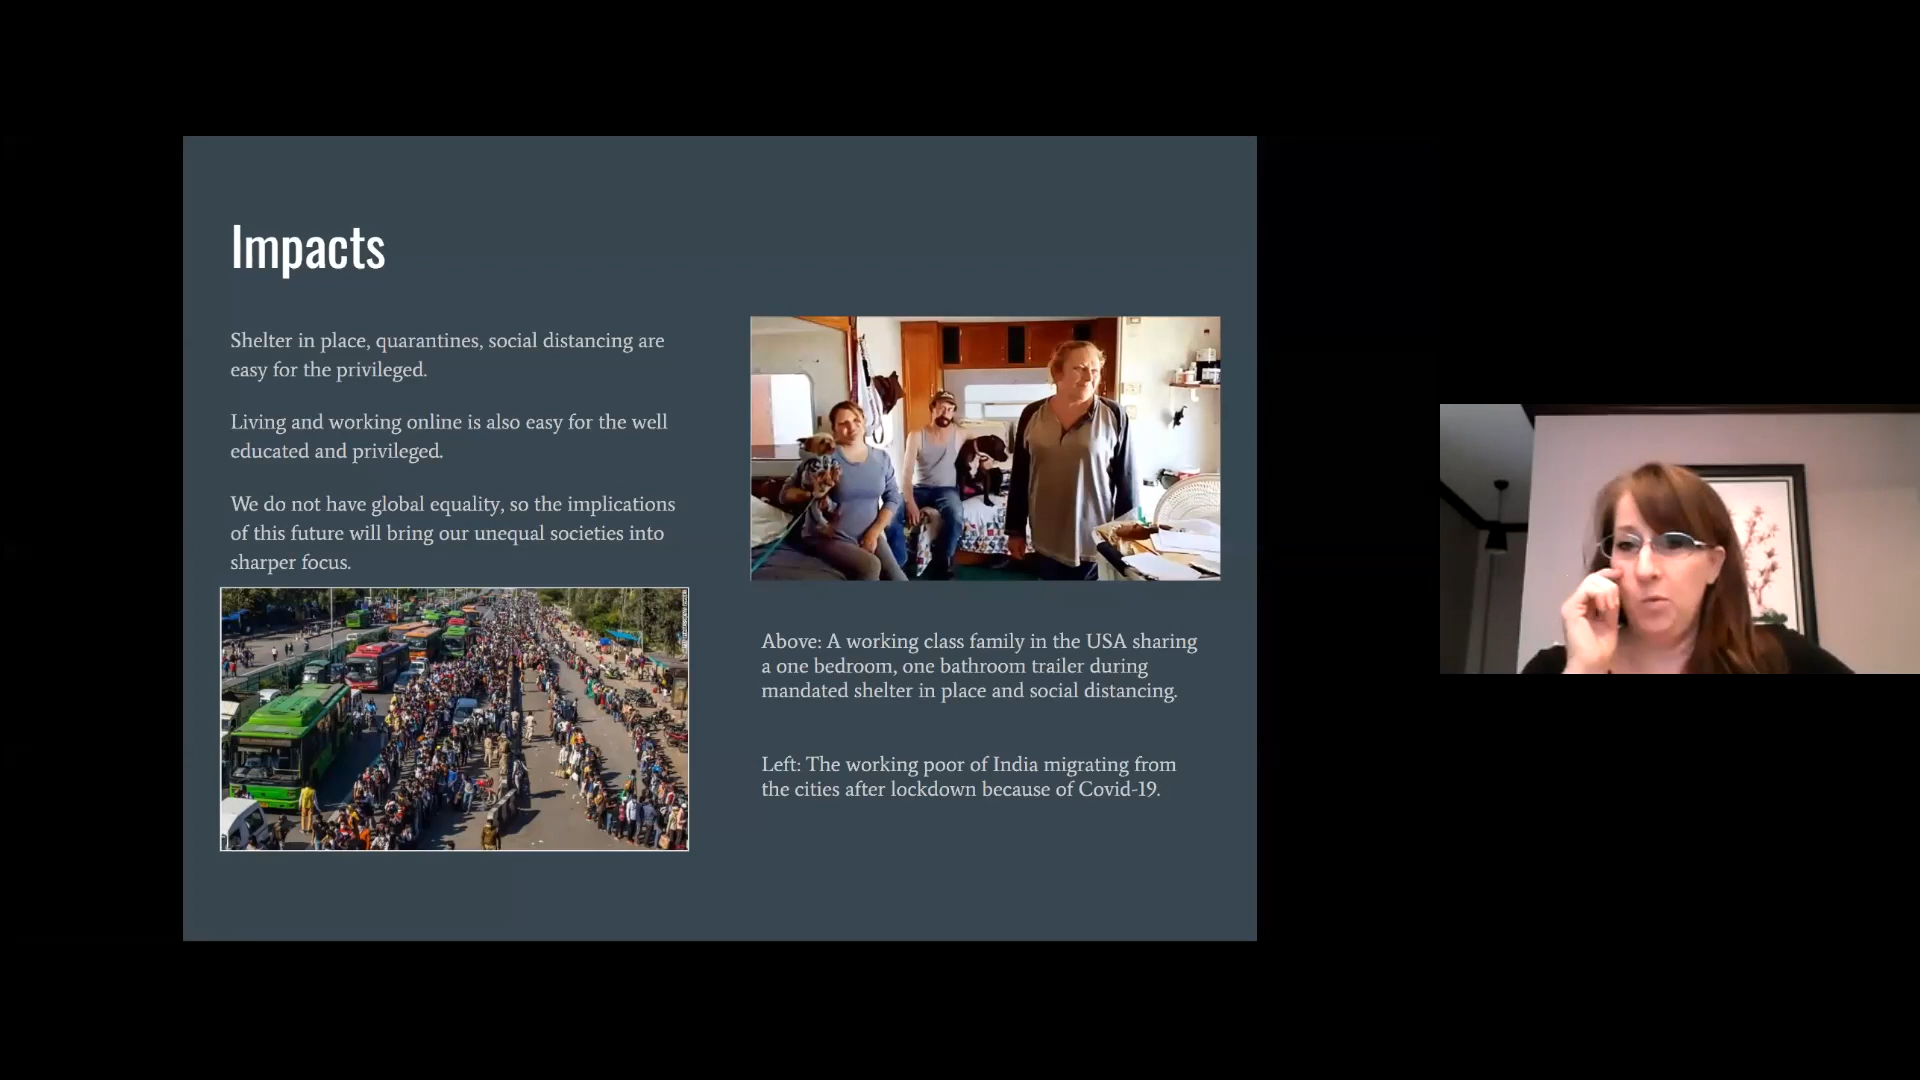 Impacts
Shelter in place, quarantines, social distancing are
easy for the privileged.
Living and working online is also easy for the well
educated and privileged.
We do not have global equality, so the implications
of this future will bring our unequal societies into
sharper focus.
Above: A working class family in the USA sharing
a one bedroom, one bathroom trailer during
mandated shelter in place and social distancing.
Left: The working poor of India migrating from
the cities after lockdown because of Covid-19.